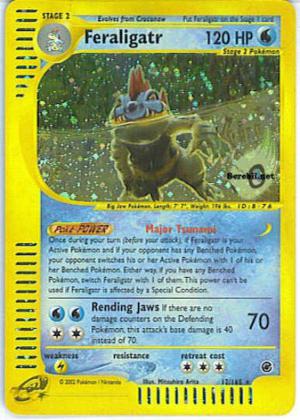 STAGE 2
Evolves from Croconaw
Put Feraligatr on the Stage 1 card
Feraligatr 120 HP
Stage 2 Pokémon
Serebii.net
Big Jaw Pokémon. Length: 7' 7", Weight: 196 lbs. ID:B-76
Poké-POWER Major Tsunami
Once during your turn (before your attack), if Feraligatr is your
Active Pokémon and if your opponent has any Benched Pokémon,
your opponent switches his or her Active Pokémon with 1 of his or
her Benched Pokémon. Either way, if you have any Benched
Pokémon, switch Feraligatr with 1 of them. This power can't be
used if Feraligatr is affected by a Special Condition.
Rending Jaws If there are no
damage counters on the Defending
Pokémon, this attack's base damage is 40
instead of 70.
70
weakness resistance retreat cost
© 2002 Pokémon / Nintendo
Illus. Mitsuhiro Arita
12/165